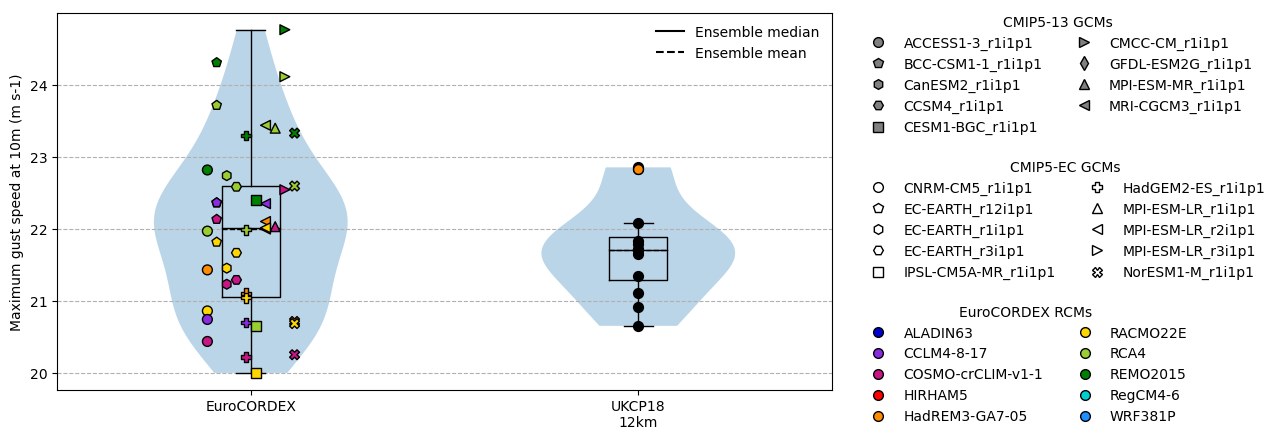 Maximum gust speed at 10m (m s-1)
24
23
22
21
20
Ensemble median
Ensemble mean
EuroCORDEX
UKCP18
12km
CMIP5-13 GCMs
ACCESS1-3_r1i1p1
BCC-CSM1-1_r1i1p1
CanESM2_r1i1p1
CCSM4_r1i1p1
CESM1-BGC_r1i1p1
CMCC-CM_r1i1p1
GFDL-ESM2G_r1i1p1
MPI-ESM-MR_r1i1p1
MRI-CGCM3_r1i1p1
CMIP5-EC GCMs
CNRM-CM5_r1i1p1
EC-EARTH_r12i1p1
EC-EARTH_r1i1p1
EC-EARTH_r3i1p1
IPSL-CM5A-MR_r1i1p1
HadGEM2-ES_r1i1p1
MPI-ESM-LR_r1i1p1
MPI-ESM-LR_r2i1p1
MPI-ESM-LR_r3i1p1
NorESM1-M_r1i1p1
EuroCORDEX RCMs
ALADIN63
CCLM4-8-17
COSMO-crCLIM-v1-1
HIRHAM5
HadREM3-GA7-05
RACMO22E
RCA4
REMO2015
RegCM4-6
WRF381P